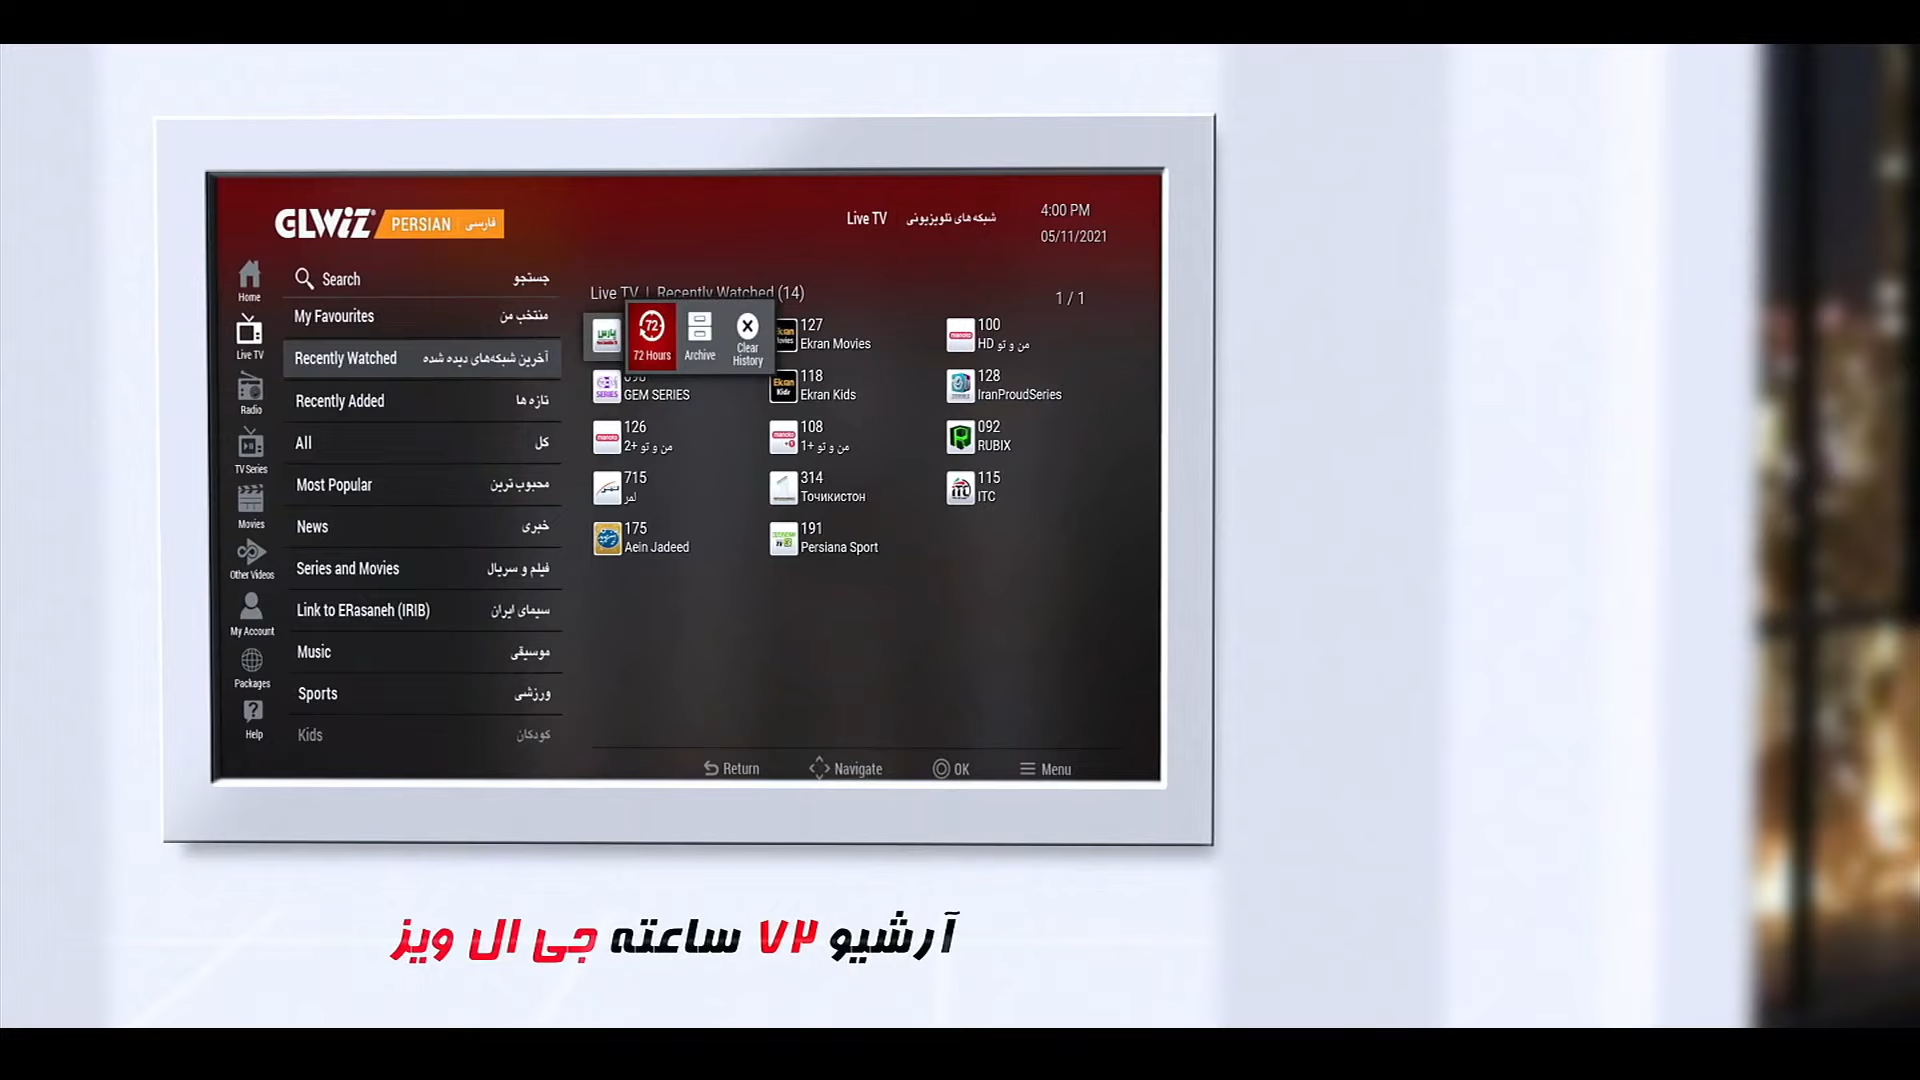 GLWiZ PERSIAN فارسی
Live TV شبکه های تلویزیونی
4:00 PM
05/11/2021
Home
Live TV
Radio
TV Series
Movies
Other Videos
My Account
Packages
Help
Search جستجو
My Favourites منتخب من
Recently Watched آخرین شبکه‌های دیده شده
Recently Added تازه ها
All کل
Most Popular محبوب ترین
News خبری
Series and Movies فیلم و سریال
Link to ERasaneh (IRIB) سیمای ایران
Music موسیقی
Sports ورزشی
Kids کودکان
Live TV | Recently Watched (14)
1 / 1
72
72 Hours
Archive
Clear History
127
Ekran Movies
100
من و تو HD
GEM SERIES
118
Ekran Kids
128
IranProudSeries
126
من و تو +2
108
من و تو +1
092
RUBIX
715
لمر
314
Точикистон
115
ITC
175
Aein Jadeed
191
Persiana Sport
Return
Navigate
OK
Menu
آرشیو ۷۲ ساعته جی ال ویز